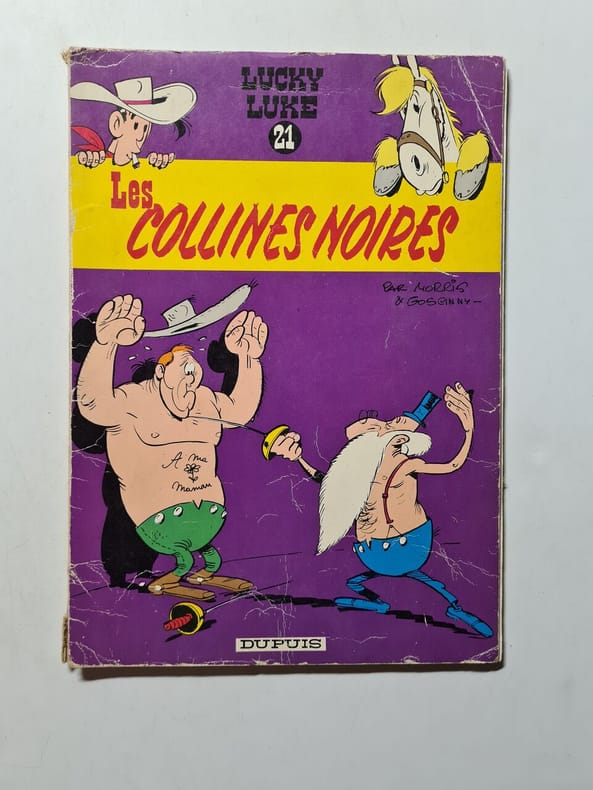 LUCKY
LUKE
21
Les
COLLINES NOIRES
PAR MORRIS
& GOSCINNY
A ma
maman
DUPUIS